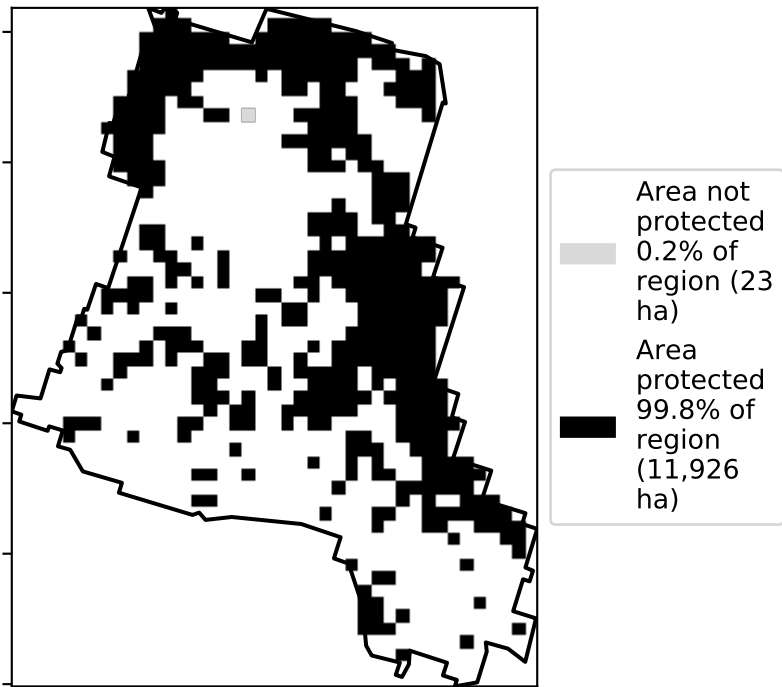 Area not
protected
0.2% of
region (23
ha)
Area
protected
99.8% of
region
(11,926
ha)